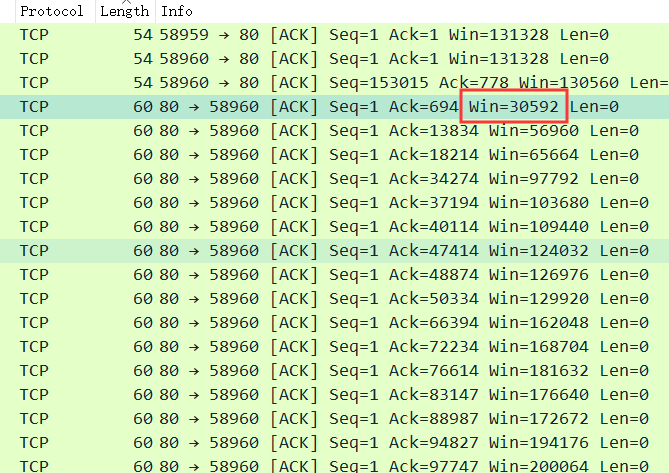 Protocol Length Info
TCP 54 58959 → 80 [ACK] Seq=1 Ack=1 Win=131328 Len=0
TCP 54 58960 → 80 [ACK] Seq=1 Ack=1 Win=131328 Len=0
TCP 54 58960 → 80 [ACK] Seq=153015 Ack=778 Win=130560 Len=
TCP 60 80 → 58960 [ACK] Seq=1 Ack=694 Win=30592 Len=0
TCP 60 80 → 58960 [ACK] Seq=1 Ack=13834 Win=56960 Len=0
TCP 60 80 → 58960 [ACK] Seq=1 Ack=18214 Win=65664 Len=0
TCP 60 80 → 58960 [ACK] Seq=1 Ack=34274 Win=97792 Len=0
TCP 60 80 → 58960 [ACK] Seq=1 Ack=37194 Win=103680 Len=0
TCP 60 80 → 58960 [ACK] Seq=1 Ack=40114 Win=109440 Len=0
TCP 60 80 → 58960 [ACK] Seq=1 Ack=47414 Win=124032 Len=0
TCP 60 80 → 58960 [ACK] Seq=1 Ack=48874 Win=126976 Len=0
TCP 60 80 → 58960 [ACK] Seq=1 Ack=50334 Win=129920 Len=0
TCP 60 80 → 58960 [ACK] Seq=1 Ack=66394 Win=162048 Len=0
TCP 60 80 → 58960 [ACK] Seq=1 Ack=72234 Win=168704 Len=0
TCP 60 80 → 58960 [ACK] Seq=1 Ack=76614 Win=181632 Len=0
TCP 60 80 → 58960 [ACK] Seq=1 Ack=83147 Win=176640 Len=0
TCP 60 80 → 58960 [ACK] Seq=1 Ack=88987 Win=172672 Len=0
TCP 60 80 → 58960 [ACK] Seq=1 Ack=94827 Win=194176 Len=0
TCP 60 80 → 58960 [ACK] Seq=1 Ack=97747 Win=200064 Len=0